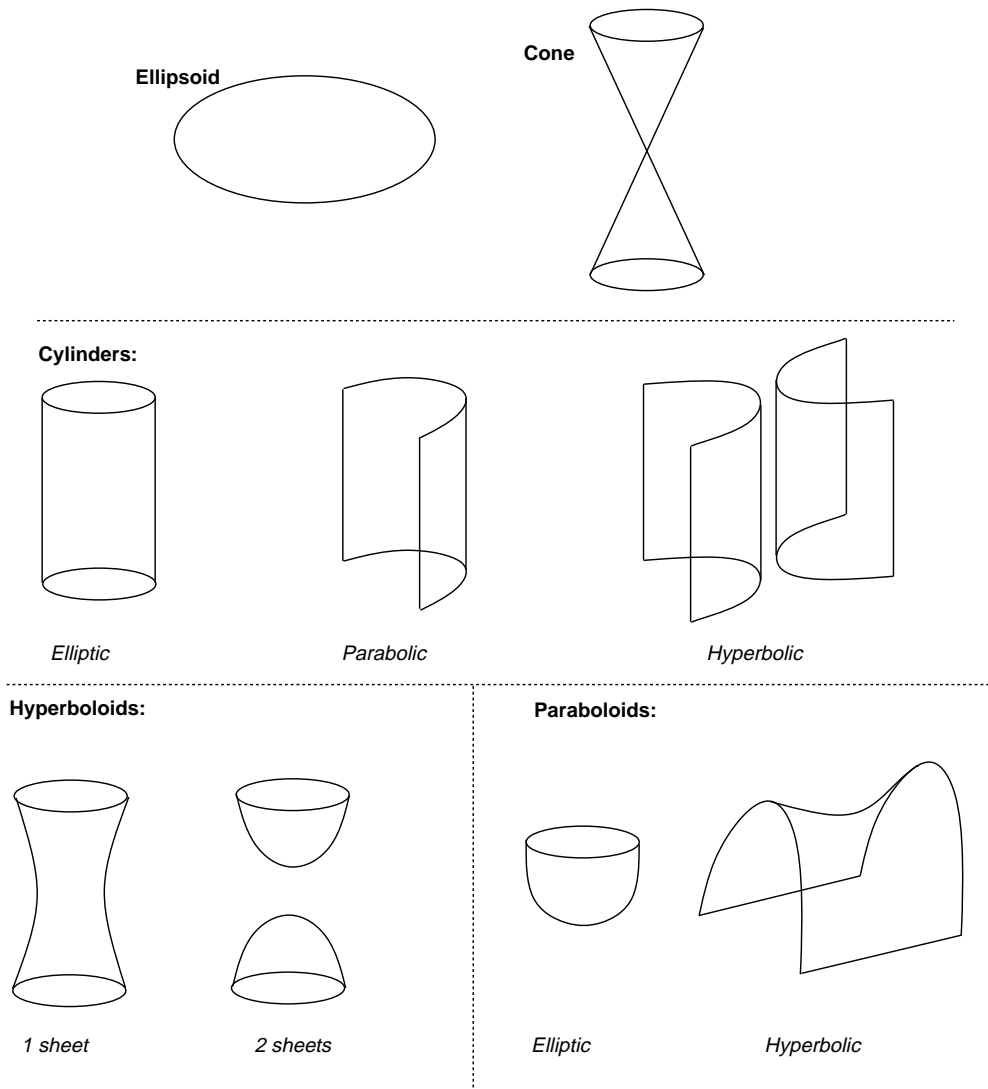 Cone
Ellipsoid
Cylinders:
Elliptic
Parabolic
Hyperbolic
Hyperboloids:
Paraboloids:
1 sheet
2 sheets
Elliptic
Hyperbolic